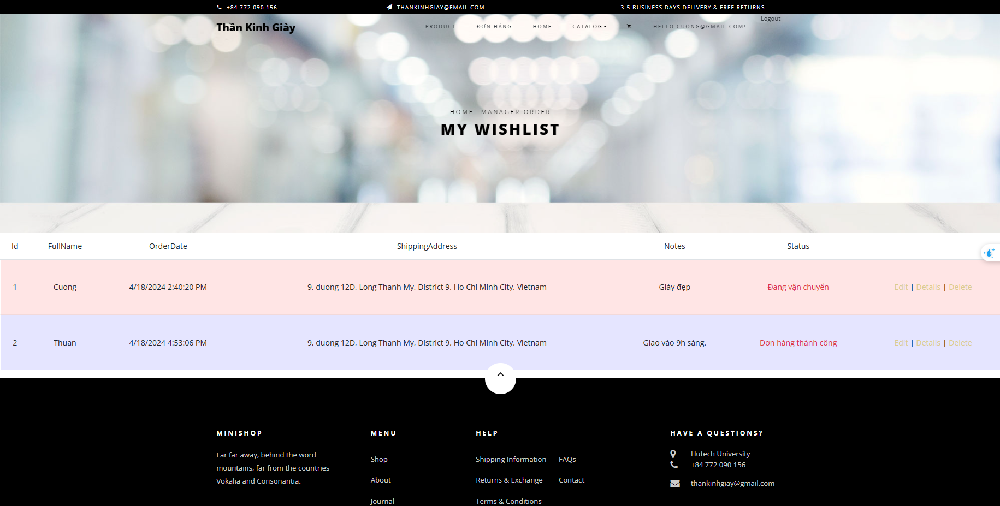 +84 772 090 156 THANKINHGIAY@EMAIL.COM 3-5 BUSINESS DAYS DELIVERY & FREE RETURNS
Thần Kinh Giày PRODUCT ĐƠN HÀNG HOME CATALOG HELLO CUONG@GMAIL.COM! Logout
HOME MANAGER ORDER
MY WISHLIST
Id FullName OrderDate ShippingAddress Notes Status
1 Cuong 4/18/2024 2:40:20 PM 9, duong 12D, Long Thanh My, District 9, Ho Chi Minh City, Vietnam Giày đẹp Đang vận chuyển Edit | Details | Delete
2 Thuan 4/18/2024 4:53:06 PM 9, duong 12D, Long Thanh My, District 9, Ho Chi Minh City, Vietnam Giao vào 9h sáng. Đơn hàng thành công Edit | Details | Delete
MINISHOP
Far far away, behind the word
mountains, far from the countries
Vokalia and Consonantia.
MENU
Shop
About
Journal
HELP
Shipping Information
Returns & Exchange
Terms & Conditions
FAQs
Contact
HAVE A QUESTIONS?
Hutech University
+84 772 090 156
thankinhgiay@gmail.com